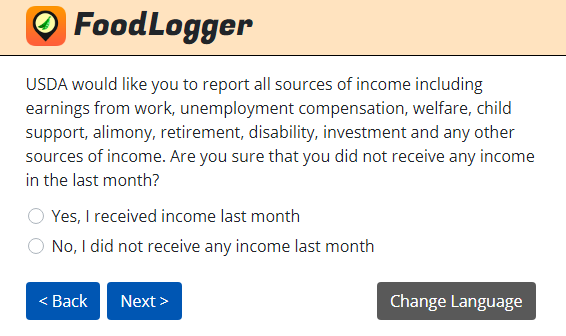 FoodLogger
USDA would like you to report all sources of income including
earnings from work, unemployment compensation, welfare, child
support, alimony, retirement, disability, investment and any other
sources of income. Are you sure that you did not receive any income
in the last month?
Yes, I received income last month
No, I did not receive any income last month
< Back Next > Change Language